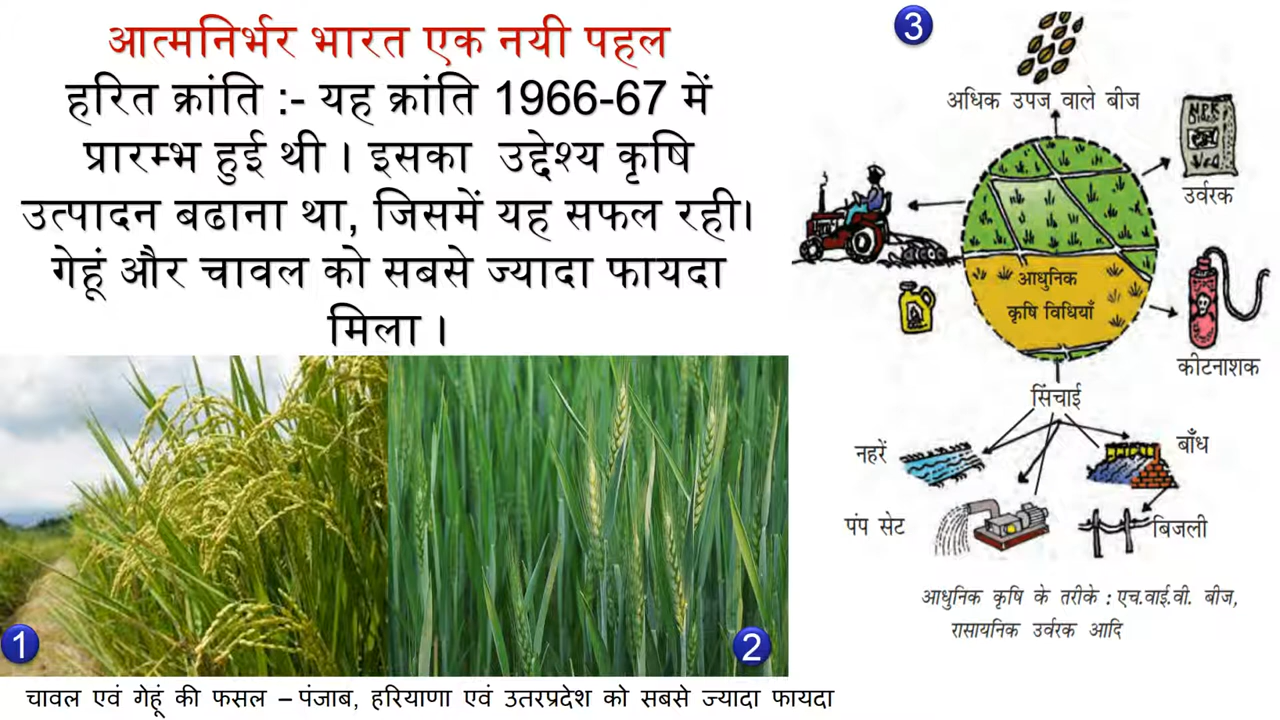 आत्मनिर्भर भारत एक नयी पहल
हरित क्रांति :- यह क्रांति 1966-67 में
प्रारम्भ हुई थी । इसका उद्देश्य कृषि
उत्पादन बढाना था, जिसमें यह सफल रही।
गेहूं और चावल को सबसे ज्यादा फायदा
मिला ।
1
2
चावल एवं गेहूं की फसल – पंजाब, हरियाणा एवं उतरप्रदेश को सबसे ज्यादा फायदा
3
अधिक उपज वाले बीज
NPK
उर्वरक
आधुनिक
कृषि विधियाँ
कीटनाशक
सिंचाई
नहरें
बाँध
पंप सेट
बिजली
आधुनिक कृषि के तरीके : एच.वाई.वी. बीज,
रासायनिक उर्वरक आदि